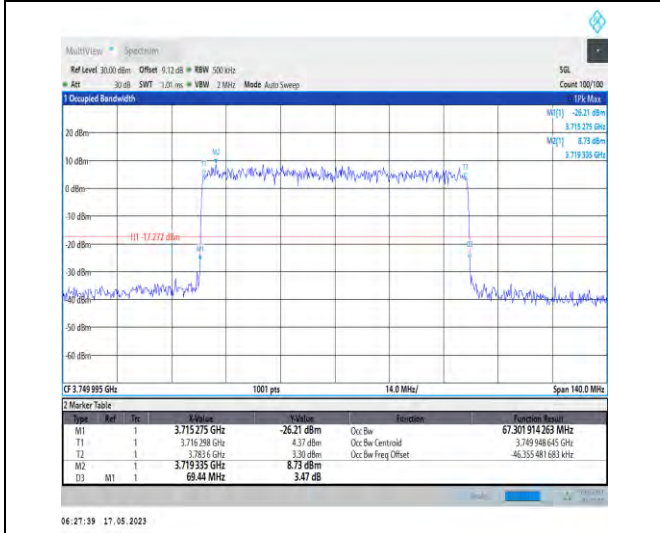 MultiView Spectrum
Ref Level 30.00 dBm Offset 9.12 dB RBW 500 kHz SGL
Att 30 dB SWT 1.01 ms VBW 2 MHz Mode Auto Sweep Count 100/100
1 Occupied Bandwidth 1Pk Max
M1[1] -26.21 dBm
3.715 275 GHz
M2[1] 8.73 dBm
3.719 335 GHz
20 dBm
10 dBm
M2
T1
T2
0 dBm
-10 dBm
H1 -17.272 dBm
-20 dBm
M1
D3
-30 dBm
-40 dBm
-50 dBm
-60 dBm
CF 3.749 995 GHz 1001 pts 14.0 MHz/ Span 140.0 MHz
2 Marker Table
Type Ref Trc X-Value Y-Value Function Function Result
M1 1 3.715 275 GHz -26.21 dBm Occ Bw 67.301 914 263 MHz
T1 1 3.716 298 GHz 4.37 dBm Occ Bw Centroid 3.749 948 645 GHz
T2 1 3.783 6 GHz 3.30 dBm Occ Bw Freq Offset -46.355 481 683 kHz
M2 1 3.719 335 GHz 8.73 dBm
D3 M1 1 69.44 MHz 3.47 dB
06:27:39 17.05.2023